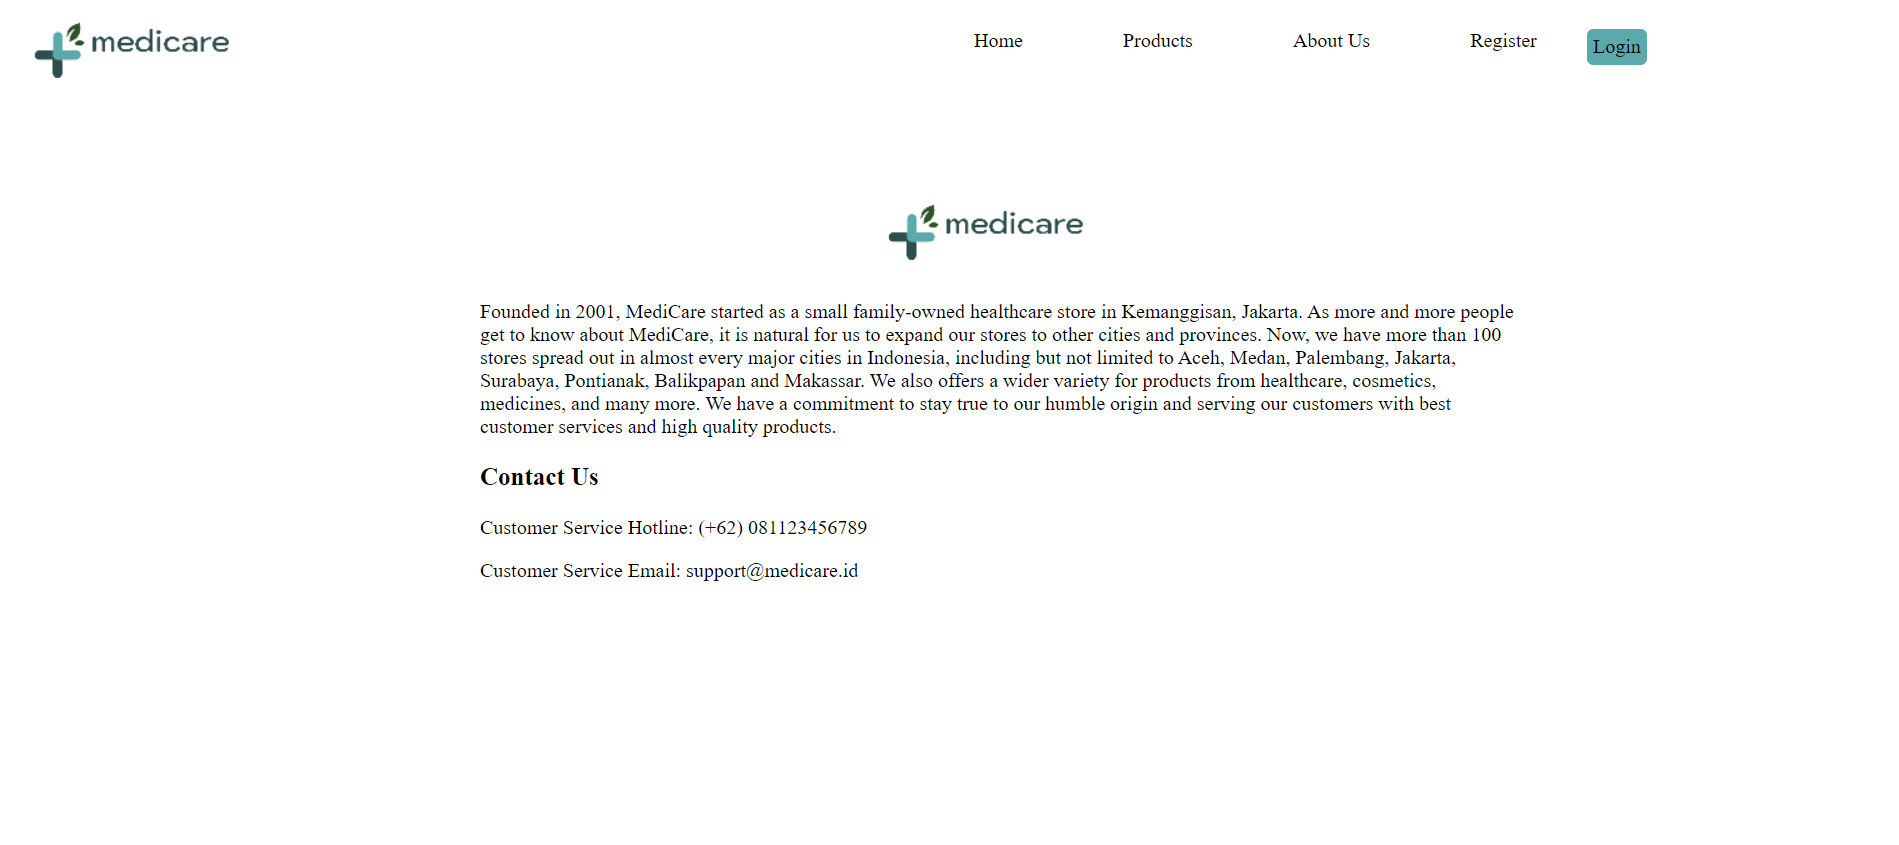 medicare
Home
Products
About Us
Register
Login
medicare
Founded in 2001, MediCare started as a small family-owned healthcare store in Kemanggisan, Jakarta. As more and more people
get to know about MediCare, it is natural for us to expand our stores to other cities and provinces. Now, we have more than 100
stores spread out in almost every major cities in Indonesia, including but not limited to Aceh, Medan, Palembang, Jakarta,
Surabaya, Pontianak, Balikpapan and Makassar. We also offers a wider variety for products from healthcare, cosmetics,
medicines, and many more. We have a commitment to stay true to our humble origin and serving our customers with best
customer services and high quality products.
Contact Us
Customer Service Hotline: (+62) 081123456789
Customer Service Email: support@medicare.id